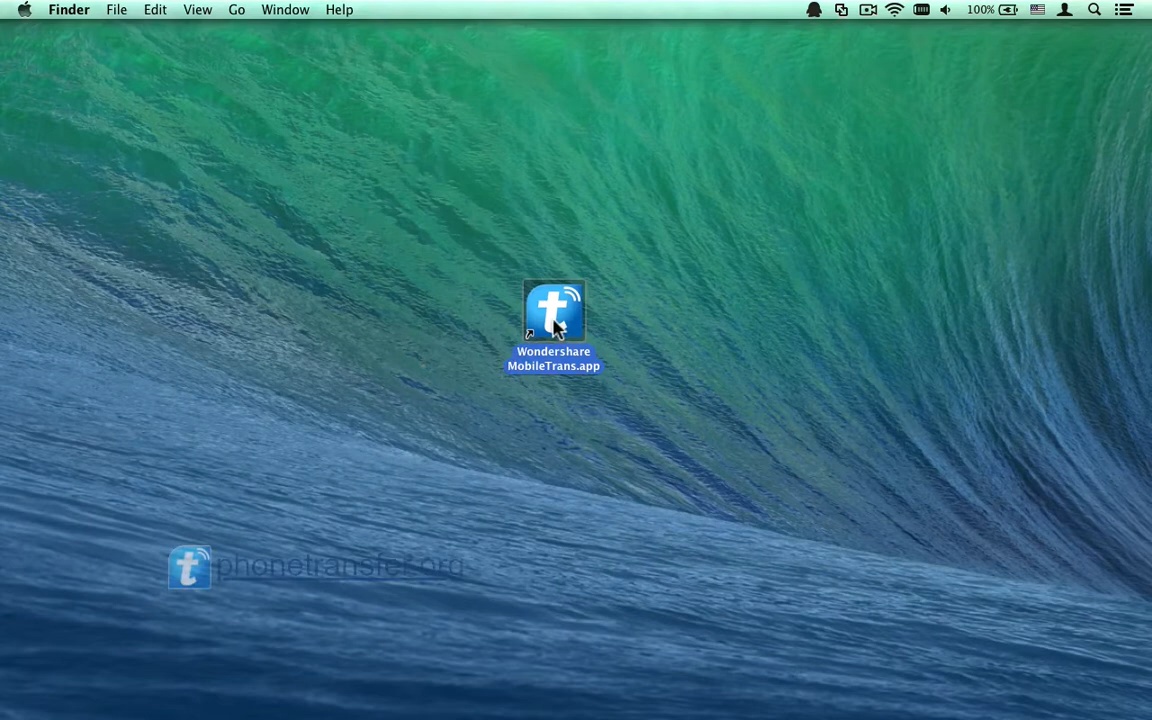 Finder File Edit View Go Window Help 100%
Wondershare
MobileTrans.app
phonetransfer.org